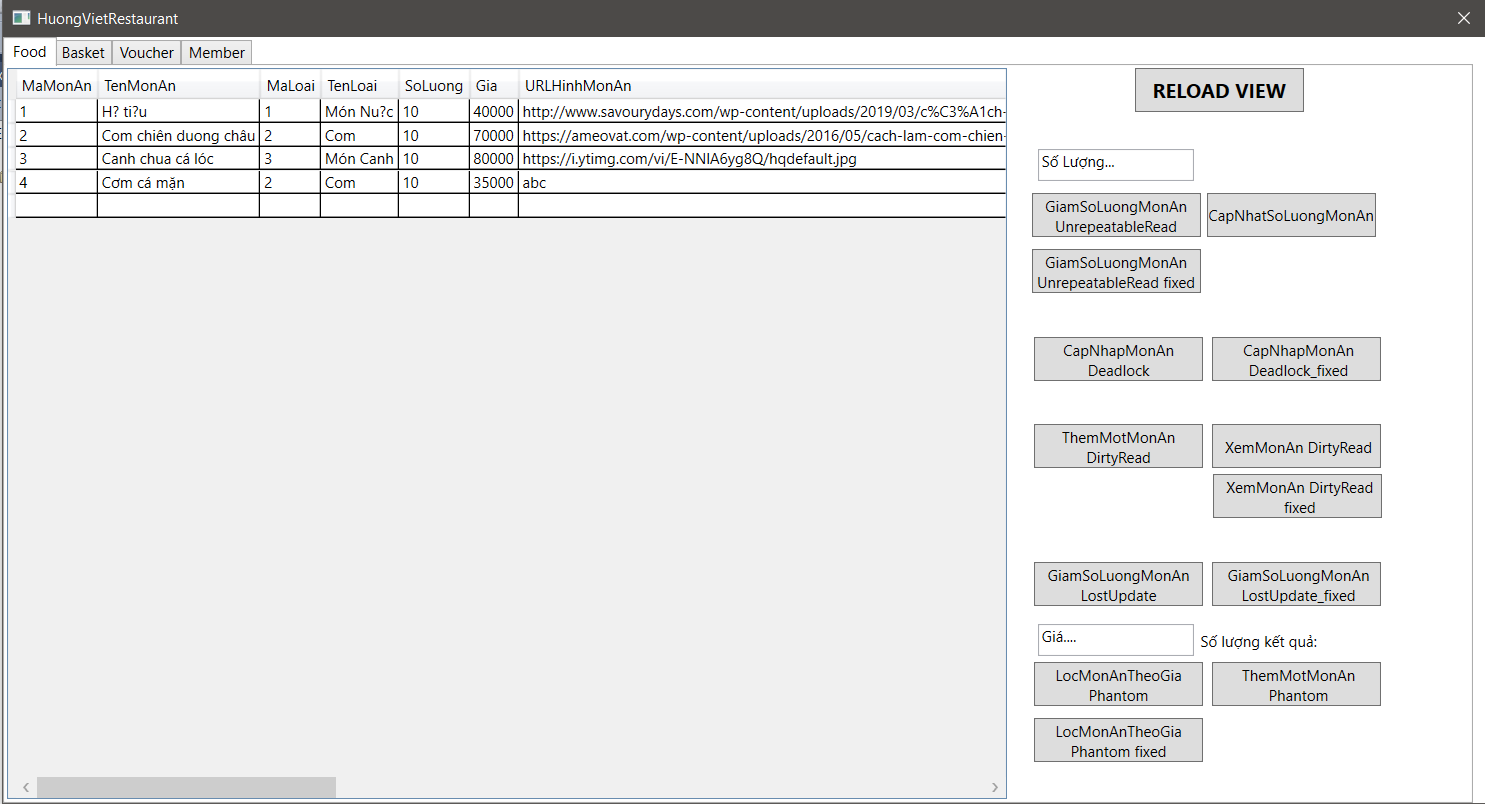 HuongVietRestaurant
Food Basket Voucher Member
MaMonAn TenMonAn MaLoai TenLoai SoLuong Gia URLHinhMonAn
1 H? ti?u 1 Món Nu?c 10 40000 http://www.savourydays.com/wp-content/uploads/2019/03/c%C3%A1ch-
2 Com chiên duong châu 2 Com 10 70000 https://ameovat.com/wp-content/uploads/2016/05/cach-lam-com-chien-
3 Canh chua cá lóc 3 Món Canh 10 80000 https://i.ytimg.com/vi/E-NNIA6yg8Q/hqdefault.jpg
4 Cơm cá mặn 2 Com 10 35000 abc
RELOAD VIEW
Số Lượng...
GiamSoLuongMonAn
UnrepeatableRead
CapNhatSoLuongMonAn
GiamSoLuongMonAn
UnrepeatableRead fixed
CapNhapMonAn
Deadlock
CapNhapMonAn
Deadlock_fixed
ThemMotMonAn
DirtyRead
XemMonAn DirtyRead
XemMonAn DirtyRead
fixed
GiamSoLuongMonAn
LostUpdate
GiamSoLuongMonAn
LostUpdate_fixed
Giá....
Số lượng kết quả:
LocMonAnTheoGia
Phantom
ThemMotMonAn
Phantom
LocMonAnTheoGia
Phantom fixed